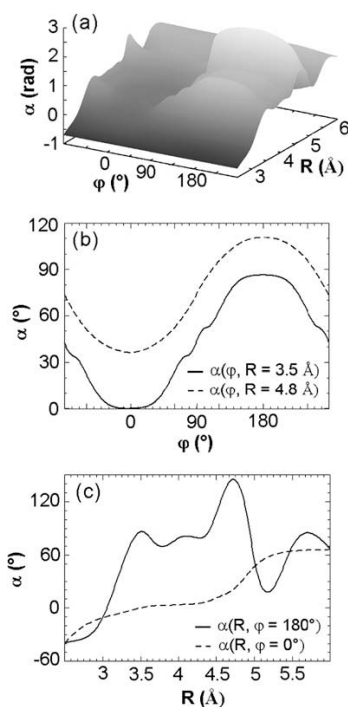 (a)
3
2
1
0
-1
α (rad)
0
90
180
φ (°)
3
4
5
6
R (Å)
(b)
120
90
60
30
0
α (°)
α(φ, R = 3.5 Å)
α(φ, R = 4.8 Å)
0
90
180
φ (°)
(c)
120
60
0
-60
α (°)
α(R, φ = 180°)
α(R, φ = 0°)
3
3.5
4
4.5
5
5.5
R (Å)